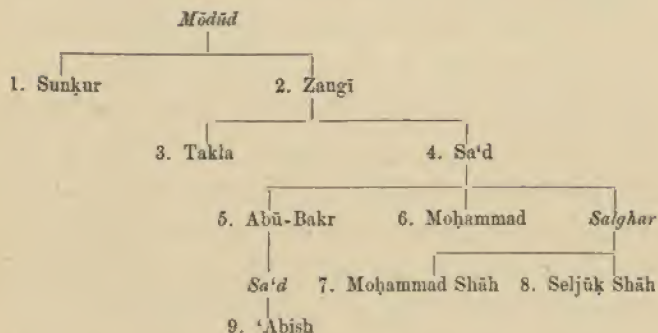 Mōdūd
1. Sunḳur 2. Zangī
3. Takla 4. Sa‘d
5. Abū-Bakr 6. Moḥammad Salghar
Sa‘d 7. Moḥammad Shāh 8. Seljūḳ Shāh
9. ‘Abish